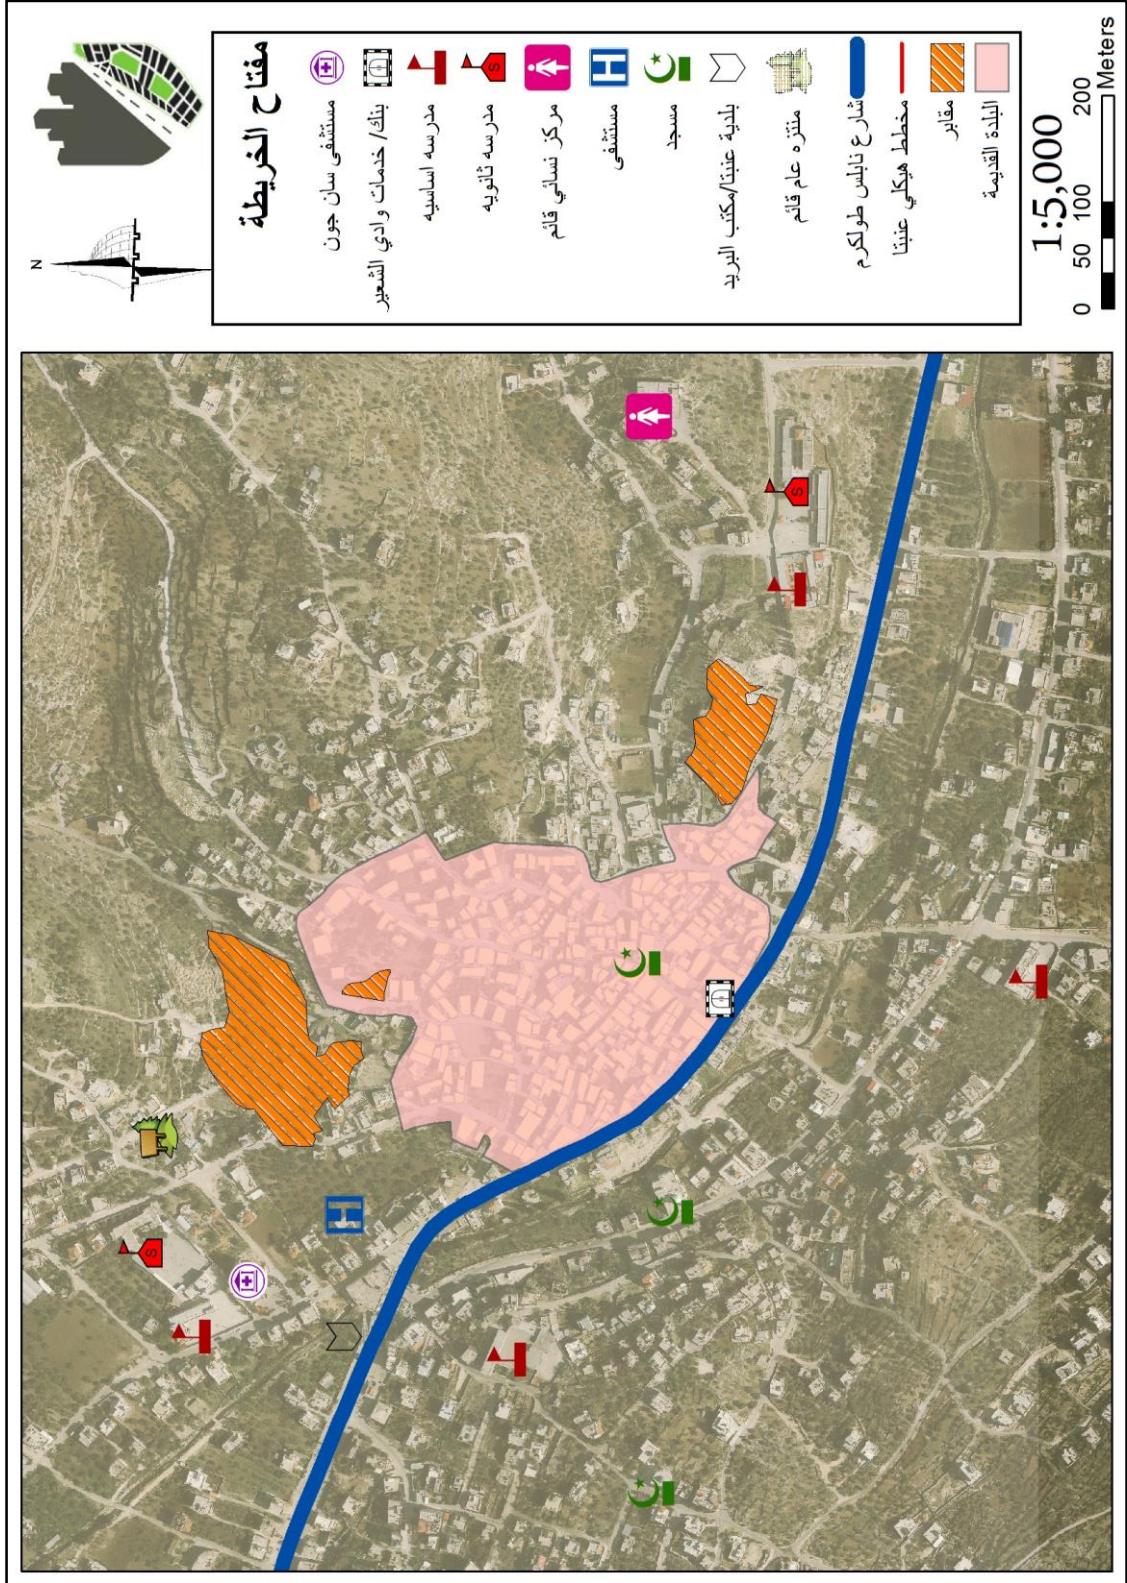 N
مفتاح الخريطة
مستشفى سان جون
بنك/ خدمات وادي الشعير
مدرسه اساسيه
مدرسه ثانويه
S
مركز نسائي قائم
H
مستشفى
مسجد
بلدية عنبتا/مكتب البريد
منتزه عام قائم
شارع نابلس طولكرم
مخطط هيكلي عنبتا
مقابر
البلدة القديمة
1:5,000
0 50 100 200
Meters
S
H
S